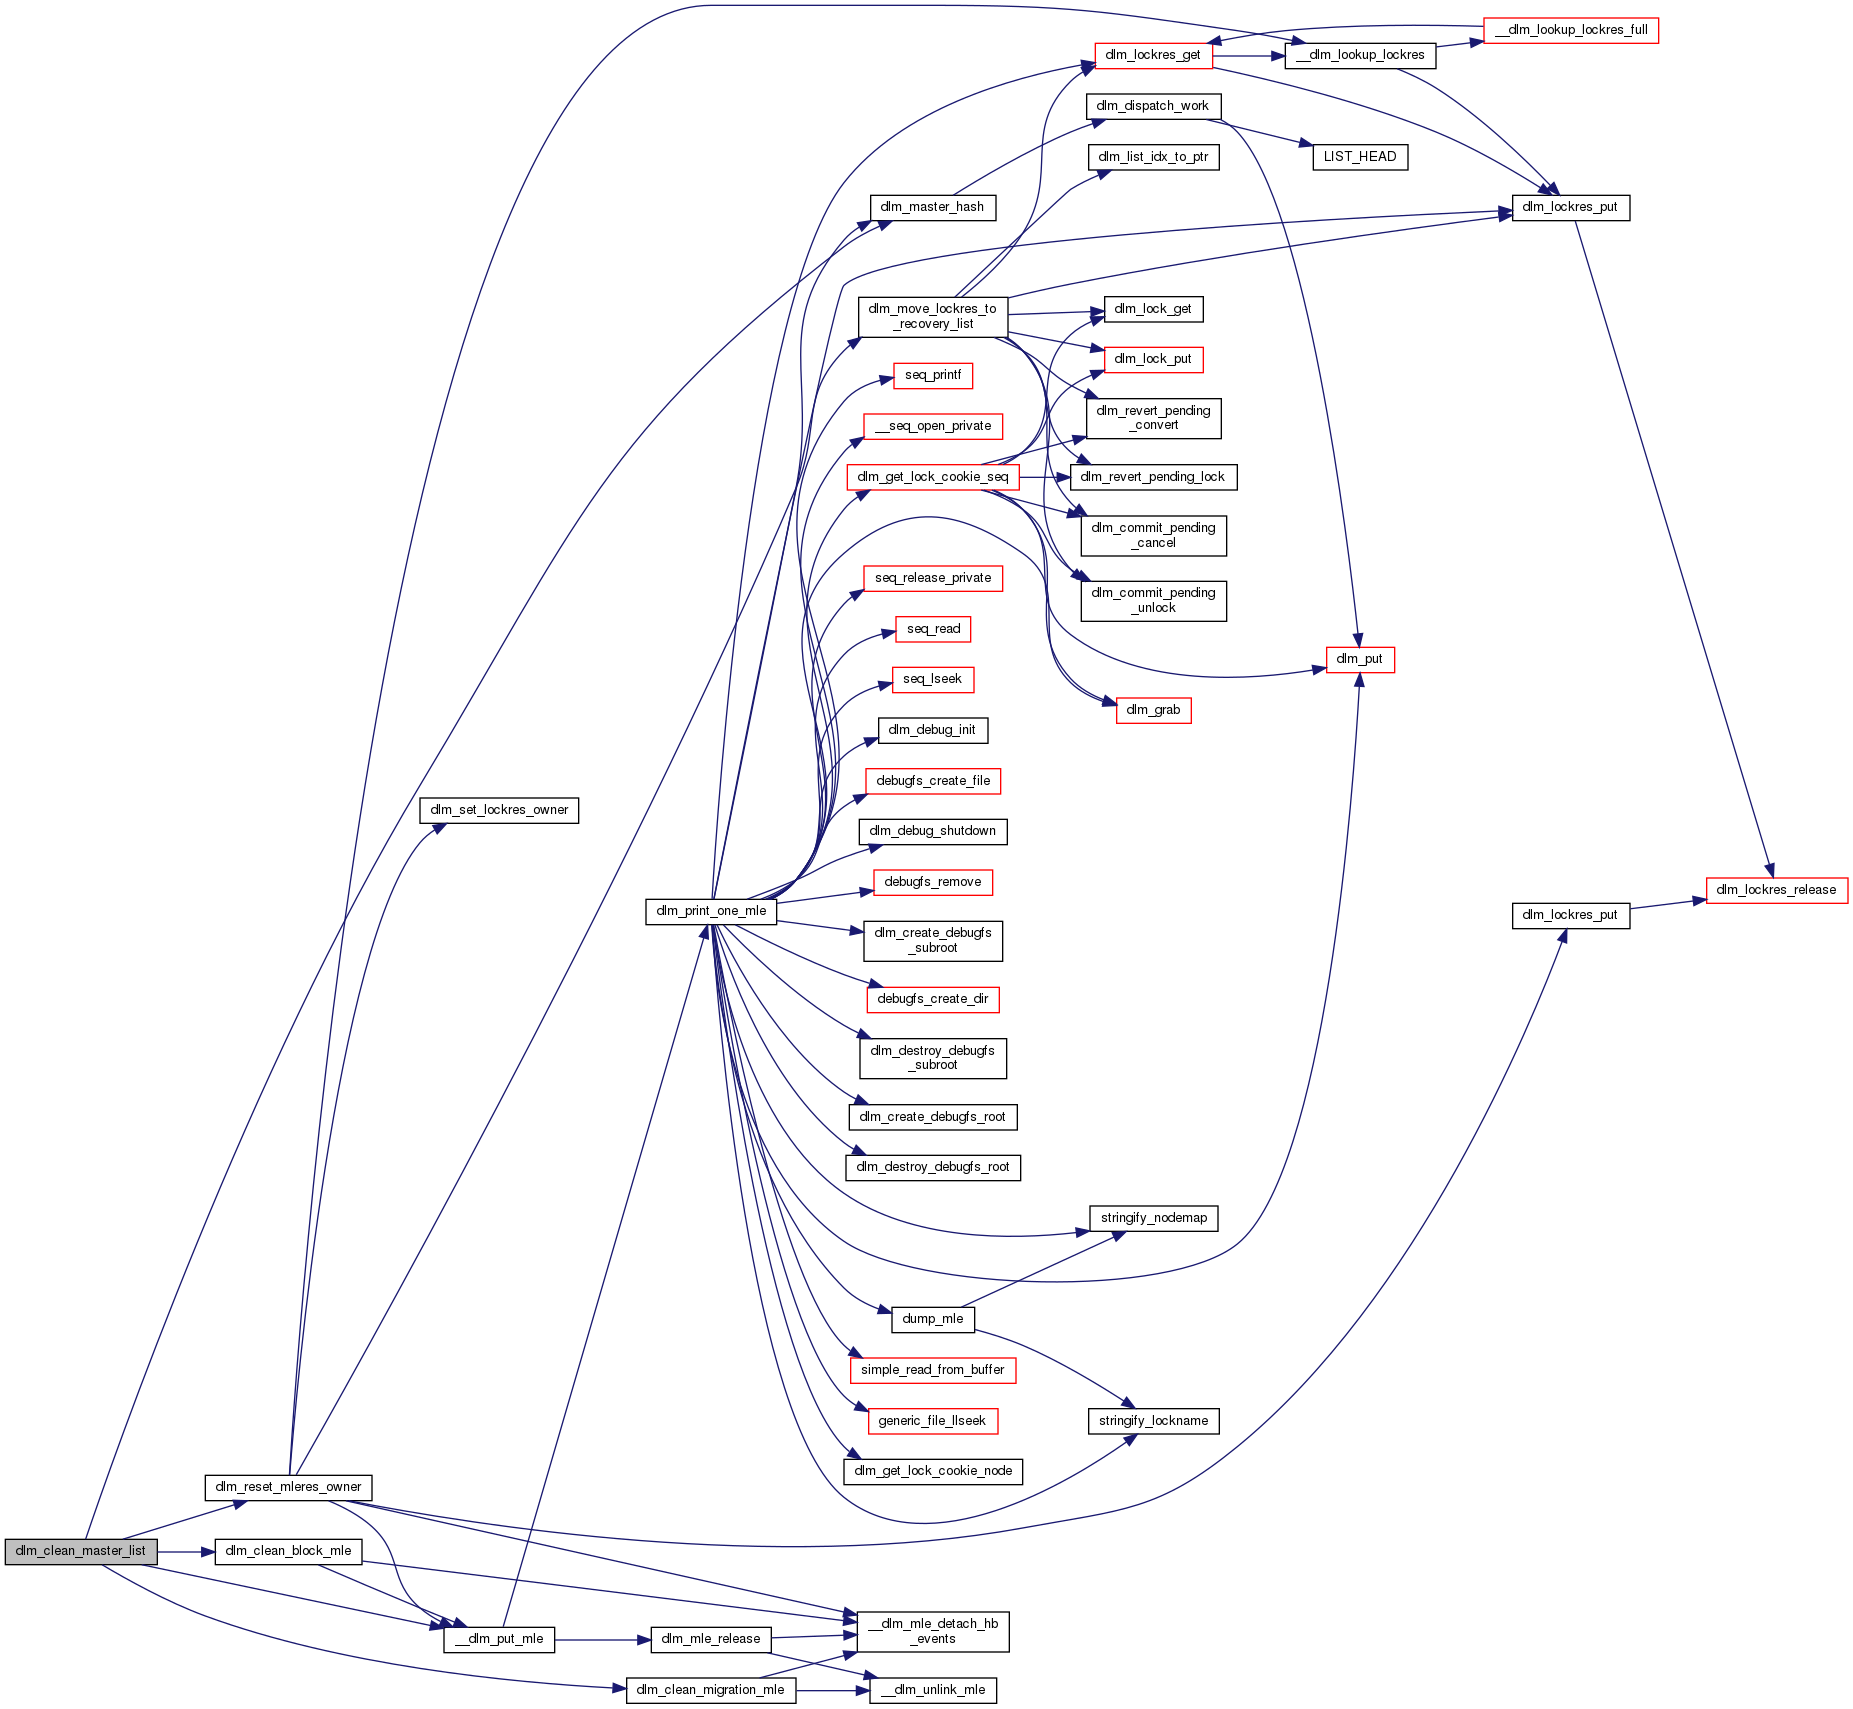 __dlm_lookup_lockres_full
dlm_lockres_get
__dlm_lookup_lockres
dlm_dispatch_work
dlm_list_idx_to_ptr
LIST_HEAD
dlm_master_hash
dlm_lockres_put
dlm_move_lockres_to
_recovery_list
dlm_lock_get
dlm_lock_put
seq_printf
dlm_revert_pending
_convert
__seq_open_private
dlm_get_lock_cookie_seq
dlm_revert_pending_lock
dlm_commit_pending
_cancel
seq_release_private
dlm_commit_pending
_unlock
seq_read
dlm_put
seq_lseek
dlm_grab
dlm_debug_init
debugfs_create_file
dlm_set_lockres_owner
dlm_debug_shutdown
debugfs_remove
dlm_lockres_release
dlm_print_one_mle
dlm_lockres_put
dlm_create_debugfs
_subroot
debugfs_create_dir
dlm_destroy_debugfs
_subroot
dlm_create_debugfs_root
dlm_destroy_debugfs_root
stringify_nodemap
dump_mle
simple_read_from_buffer
generic_file_llseek
stringify_lockname
dlm_get_lock_cookie_node
dlm_reset_mleres_owner
dlm_clean_master_list
dlm_clean_block_mle
__dlm_mle_detach_hb
_events
__dlm_put_mle
dlm_mle_release
dlm_clean_migration_mle
__dlm_unlink_mle